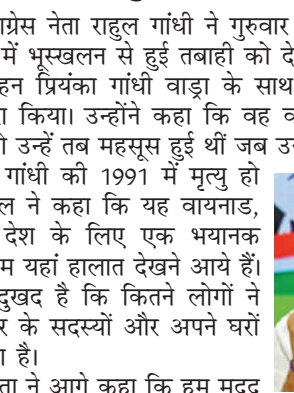 ग्रेस नेता राहुल गांधी ने गुरुवार
में भूस्खलन से हुई तबाही को दे
हन प्रियंका गांधी वाड्रा के साथ
किया। उन्होंने कहा कि वह व
उन्हें तब महसूस हुई थीं जब उन
गांधी की 1991 में मृत्यु हो
ल ने कहा कि यह वायनाड,
देश के लिए एक भयानक
म यहां हालात देखने आये हैं।
दुखद है कि कितने लोगों ने
र के सदस्यों और अपने घरों
है।
ता ने आगे कहा कि हम मदद